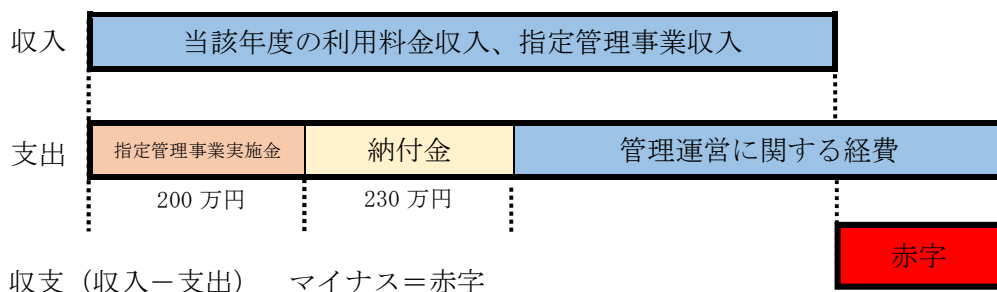 収入
当該年度の利用料金収入、指定管理事業収入
支出
指定管理事業実施金
納付金
管理運営に関する経費
200 万円
230 万円
赤字
収支（収入－支出）　マイナス＝赤字